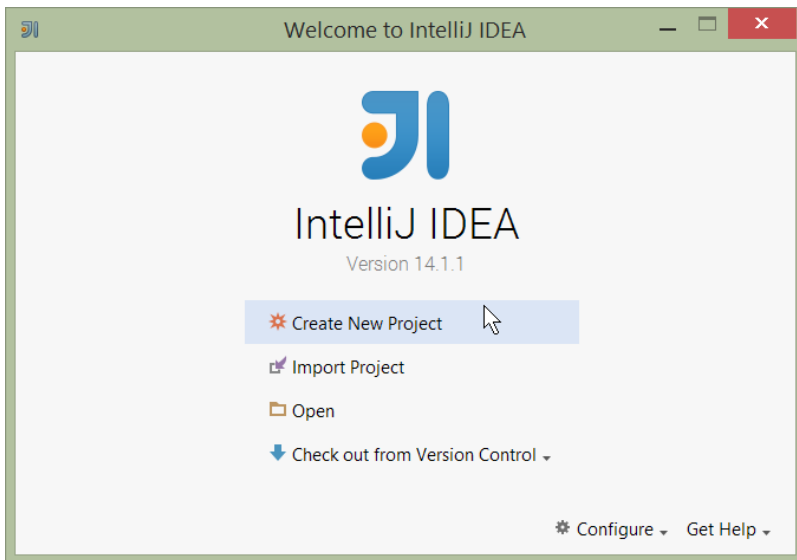 Welcome to IntelliJ IDEA
IntelliJ IDEA
Version 14.1.1
Create New Project
Import Project
Open
Check out from Version Control
Configure Get Help